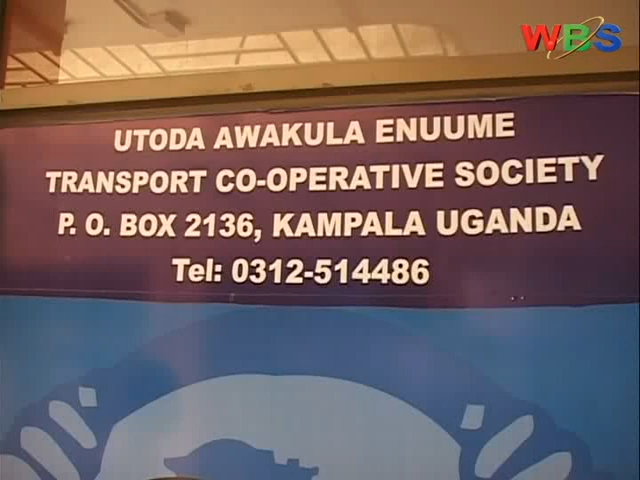 WBS
UTODA AWAKULA ENUUME
TRANSPORT CO-OPERATIVE SOCIETY
P. O. BOX 2136, KAMPALA UGANDA
Tel: 0312-514486